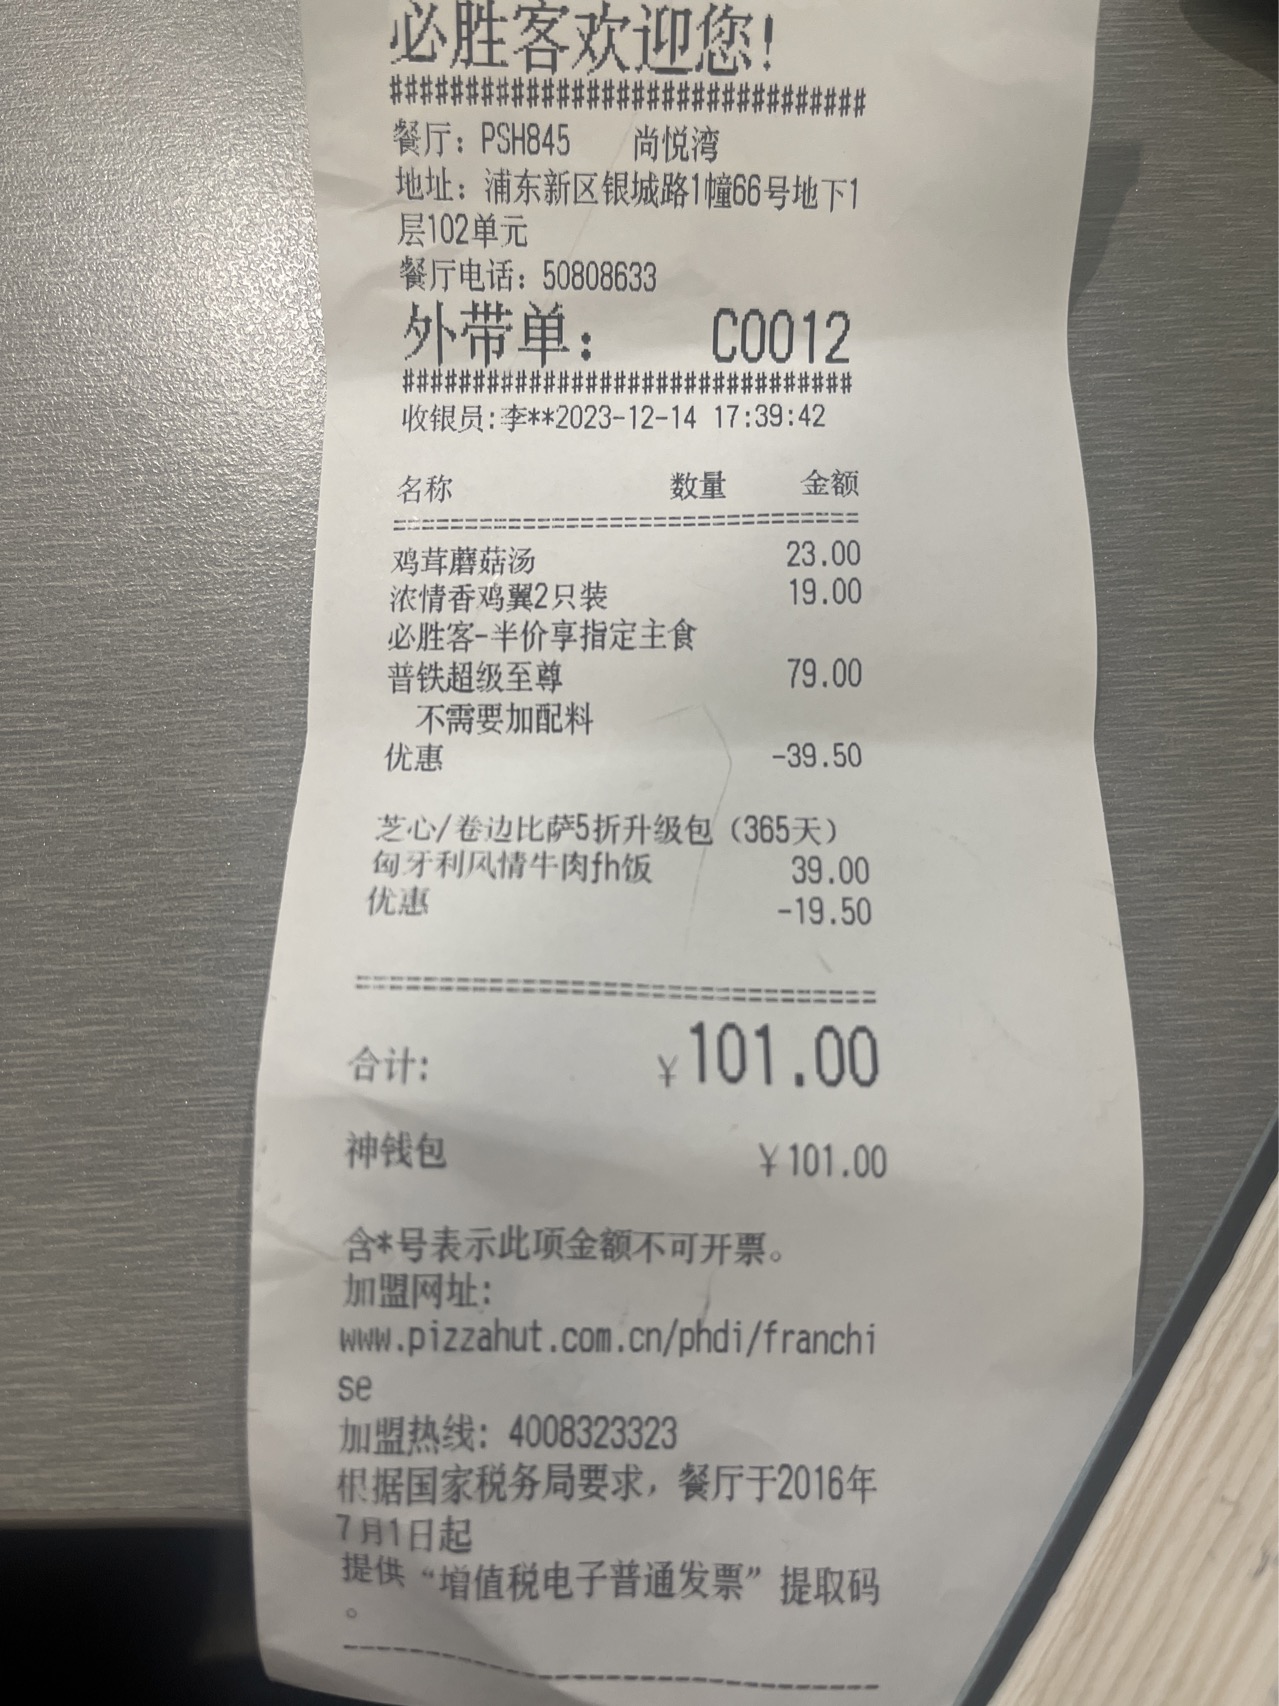 必胜客欢迎您!
################################
餐厅: PSH845 尚悦湾
地址: 浦东新区银城路1幢66号地下1
层102单元
餐厅电话: 50808633
外带单: C0012
################################
收银员:李**2023-12-14 17:39:42
名称 数量 金额
================================
鸡茸蘑菇汤 23.00
浓情香鸡翼2只装 19.00
必胜客-半价享指定主食
普铁超级至尊 79.00
不需要加配料
优惠 -39.50
芝心/卷边比萨5折升级包（365天）
匈牙利风情牛肉fh饭 39.00
优惠 -19.50
================================
合计: ¥101.00
神钱包 ¥101.00
含*号表示此项金额不可开票。
加盟网址:
www.pizzahut.com.cn/phdi/franchi
se
加盟热线: 4008323323
根据国家税务局要求，餐厅于2016年
7月1日起
提供“增值税电子普通发票”提取码
。
--------------------------------